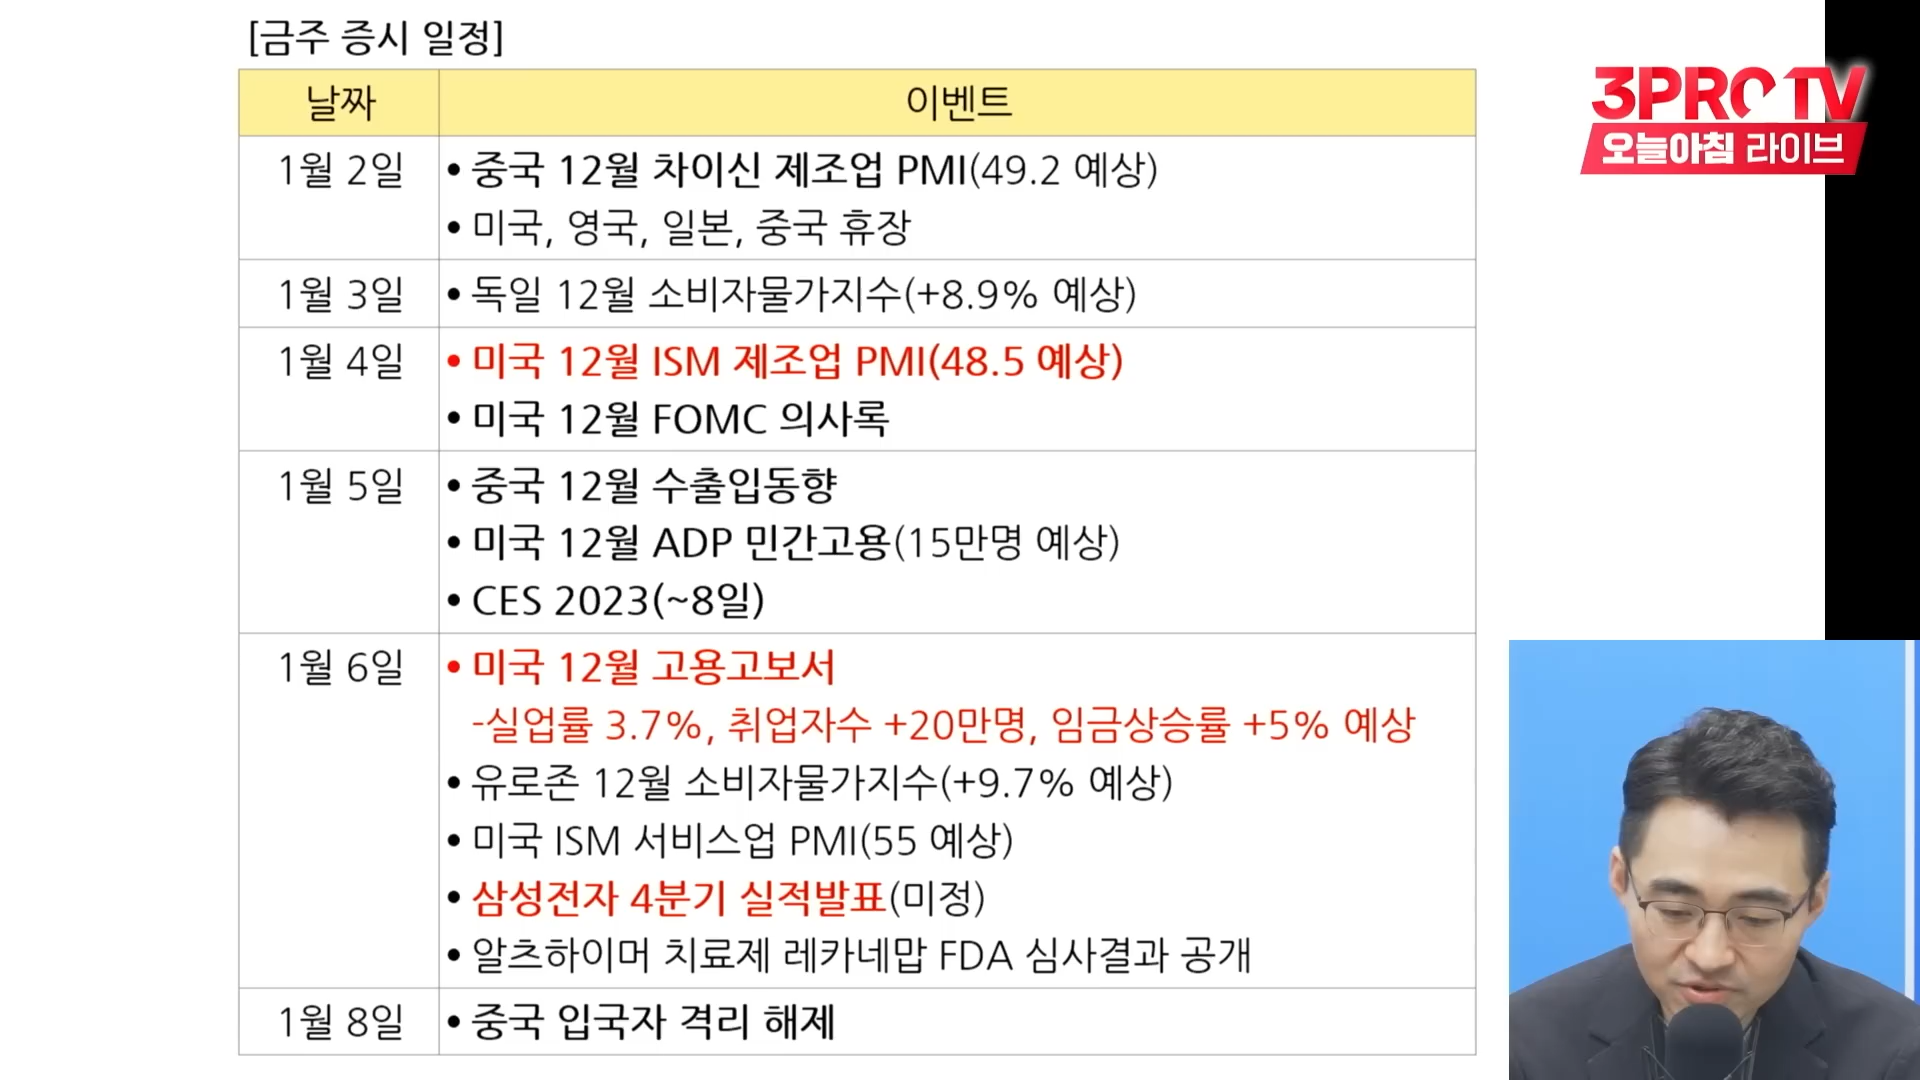 [금주 증시 일정]
날짜 이벤트
1월 2일 • 중국 12월 차이신 제조업 PMI(49.2 예상)
• 미국, 영국, 일본, 중국 휴장
1월 3일 • 독일 12월 소비자물가지수(+8.9% 예상)
1월 4일 • 미국 12월 ISM 제조업 PMI(48.5 예상)
• 미국 12월 FOMC 의사록
1월 5일 • 중국 12월 수출입동향
• 미국 12월 ADP 민간고용(15만명 예상)
• CES 2023(~8일)
1월 6일 • 미국 12월 고용고보서
-실업률 3.7%, 취업자수 +20만명, 임금상승률 +5% 예상
• 유로존 12월 소비자물가지수(+9.7% 예상)
• 미국 ISM 서비스업 PMI(55 예상)
• 삼성전자 4분기 실적발표(미정)
• 알츠하이머 치료제 레카네맙 FDA 심사결과 공개
1월 8일 • 중국 입국자 격리 해제
3PRO TV
오늘아침 라이브